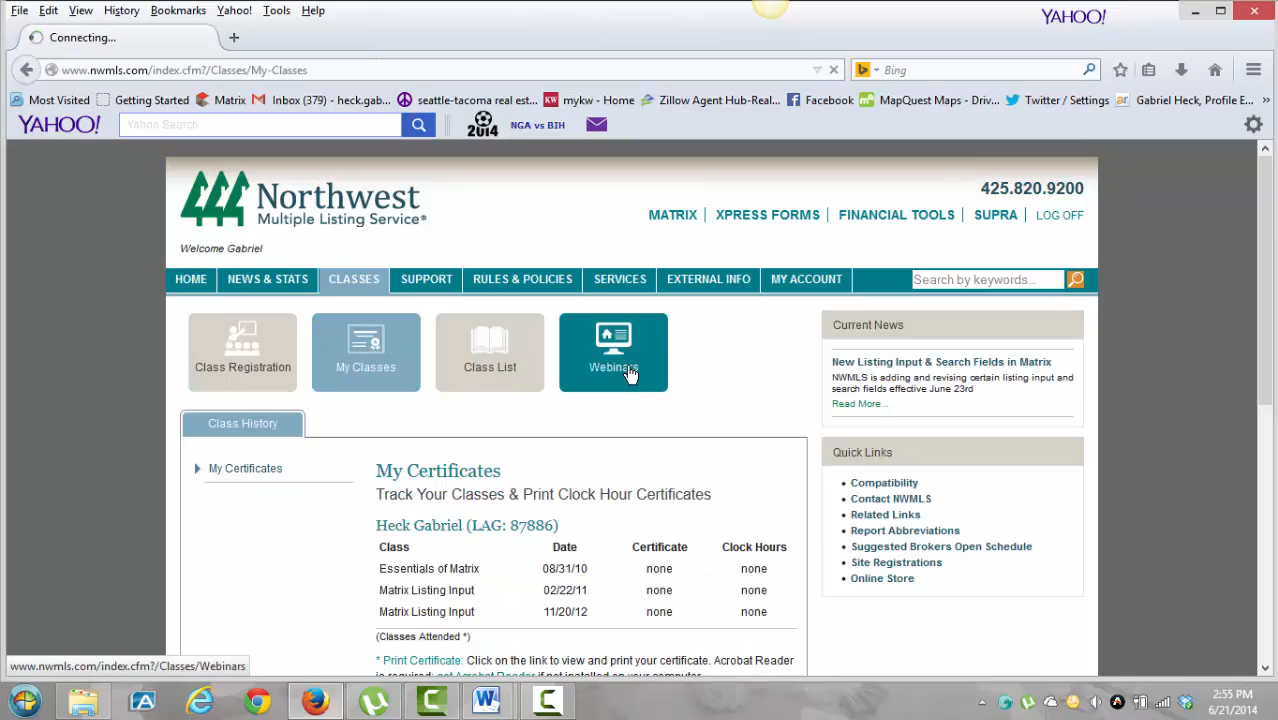 File Edit View History Bookmarks Yahoo! Tools Help
YAHOO!
Connecting...
www.nwmls.com/index.cfm?/Classes/My-Classes
Bing
Most Visited Getting Started Matrix Inbox (379) - heck.gab... seattle-tacoma real est... mykw - Home Zillow Agent Hub-Real... Facebook MapQuest Maps - Driv... Twitter / Settings Gabriel Heck, Profile E... »
YAHOO! Yahoo Search 2014 NGA vs BIH
Northwest
Multiple Listing Service®
425.820.9200
MATRIX | XPRESS FORMS | FINANCIAL TOOLS | SUPRA | LOG OFF
Welcome Gabriel
HOME NEWS & STATS CLASSES SUPPORT RULES & POLICIES SERVICES EXTERNAL INFO MY ACCOUNT Search by keywords...
Class Registration My Classes Class List Webinars
Current News
New Listing Input & Search Fields in Matrix
NWMLS is adding and revising certain listing input and
search fields effective June 23rd
Read More...
Class History
My Certificates
My Certificates
Track Your Classes & Print Clock Hour Certificates
Heck Gabriel (LAG: 87886)
Class Date Certificate Clock Hours
Essentials of Matrix 08/31/10 none none
Matrix Listing Input 02/22/11 none none
Matrix Listing Input 11/20/12 none none
(Classes Attended *)
* Print Certificate: Click on the link to view and print your certificate. Acrobat Reader
is required; get Acrobat Reader if not installed on your computer.
Quick Links
Compatibility
Contact NWMLS
Related Links
Report Abbreviations
Suggested Brokers Open Schedule
Site Registrations
Online Store
www.nwmls.com/index.cfm?/Classes/Webinars
2:55 PM
6/21/2014